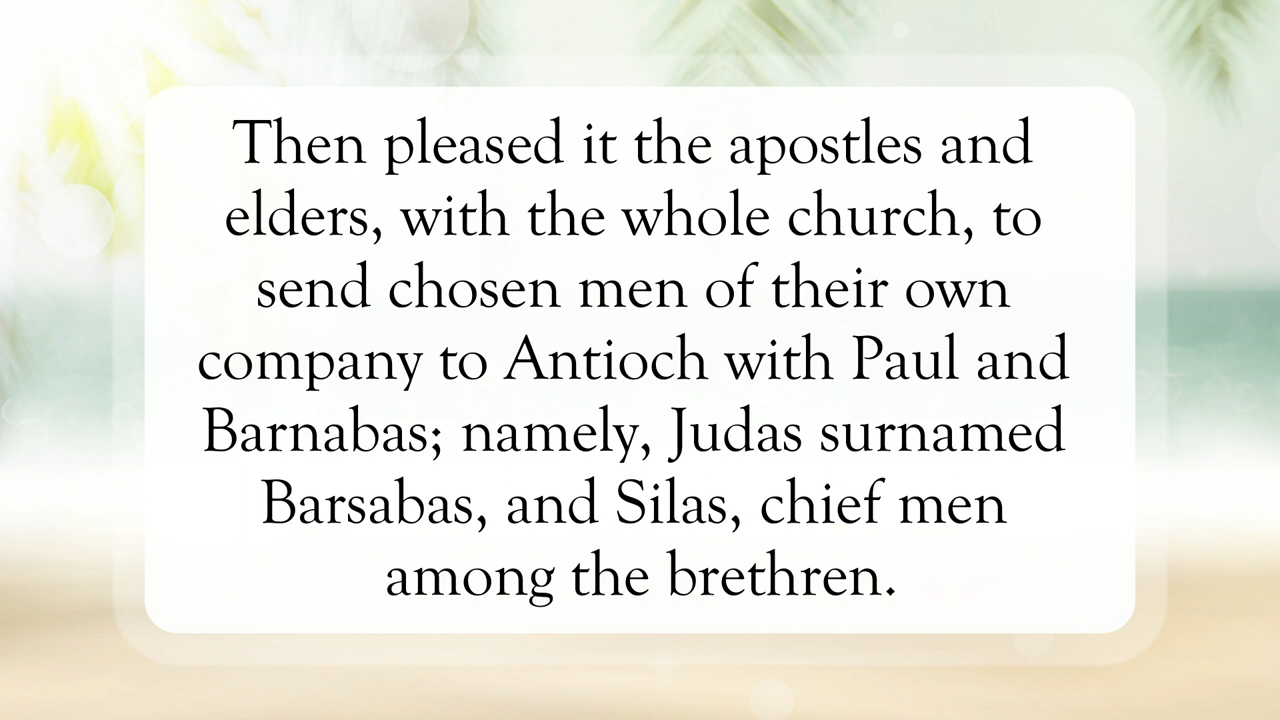 Then pleased it the apostles and
elders, with the whole church, to
send chosen men of their own
company to Antioch with Paul and
Barnabas; namely, Judas surnamed
Barsabas, and Silas, chief men
among the brethren.